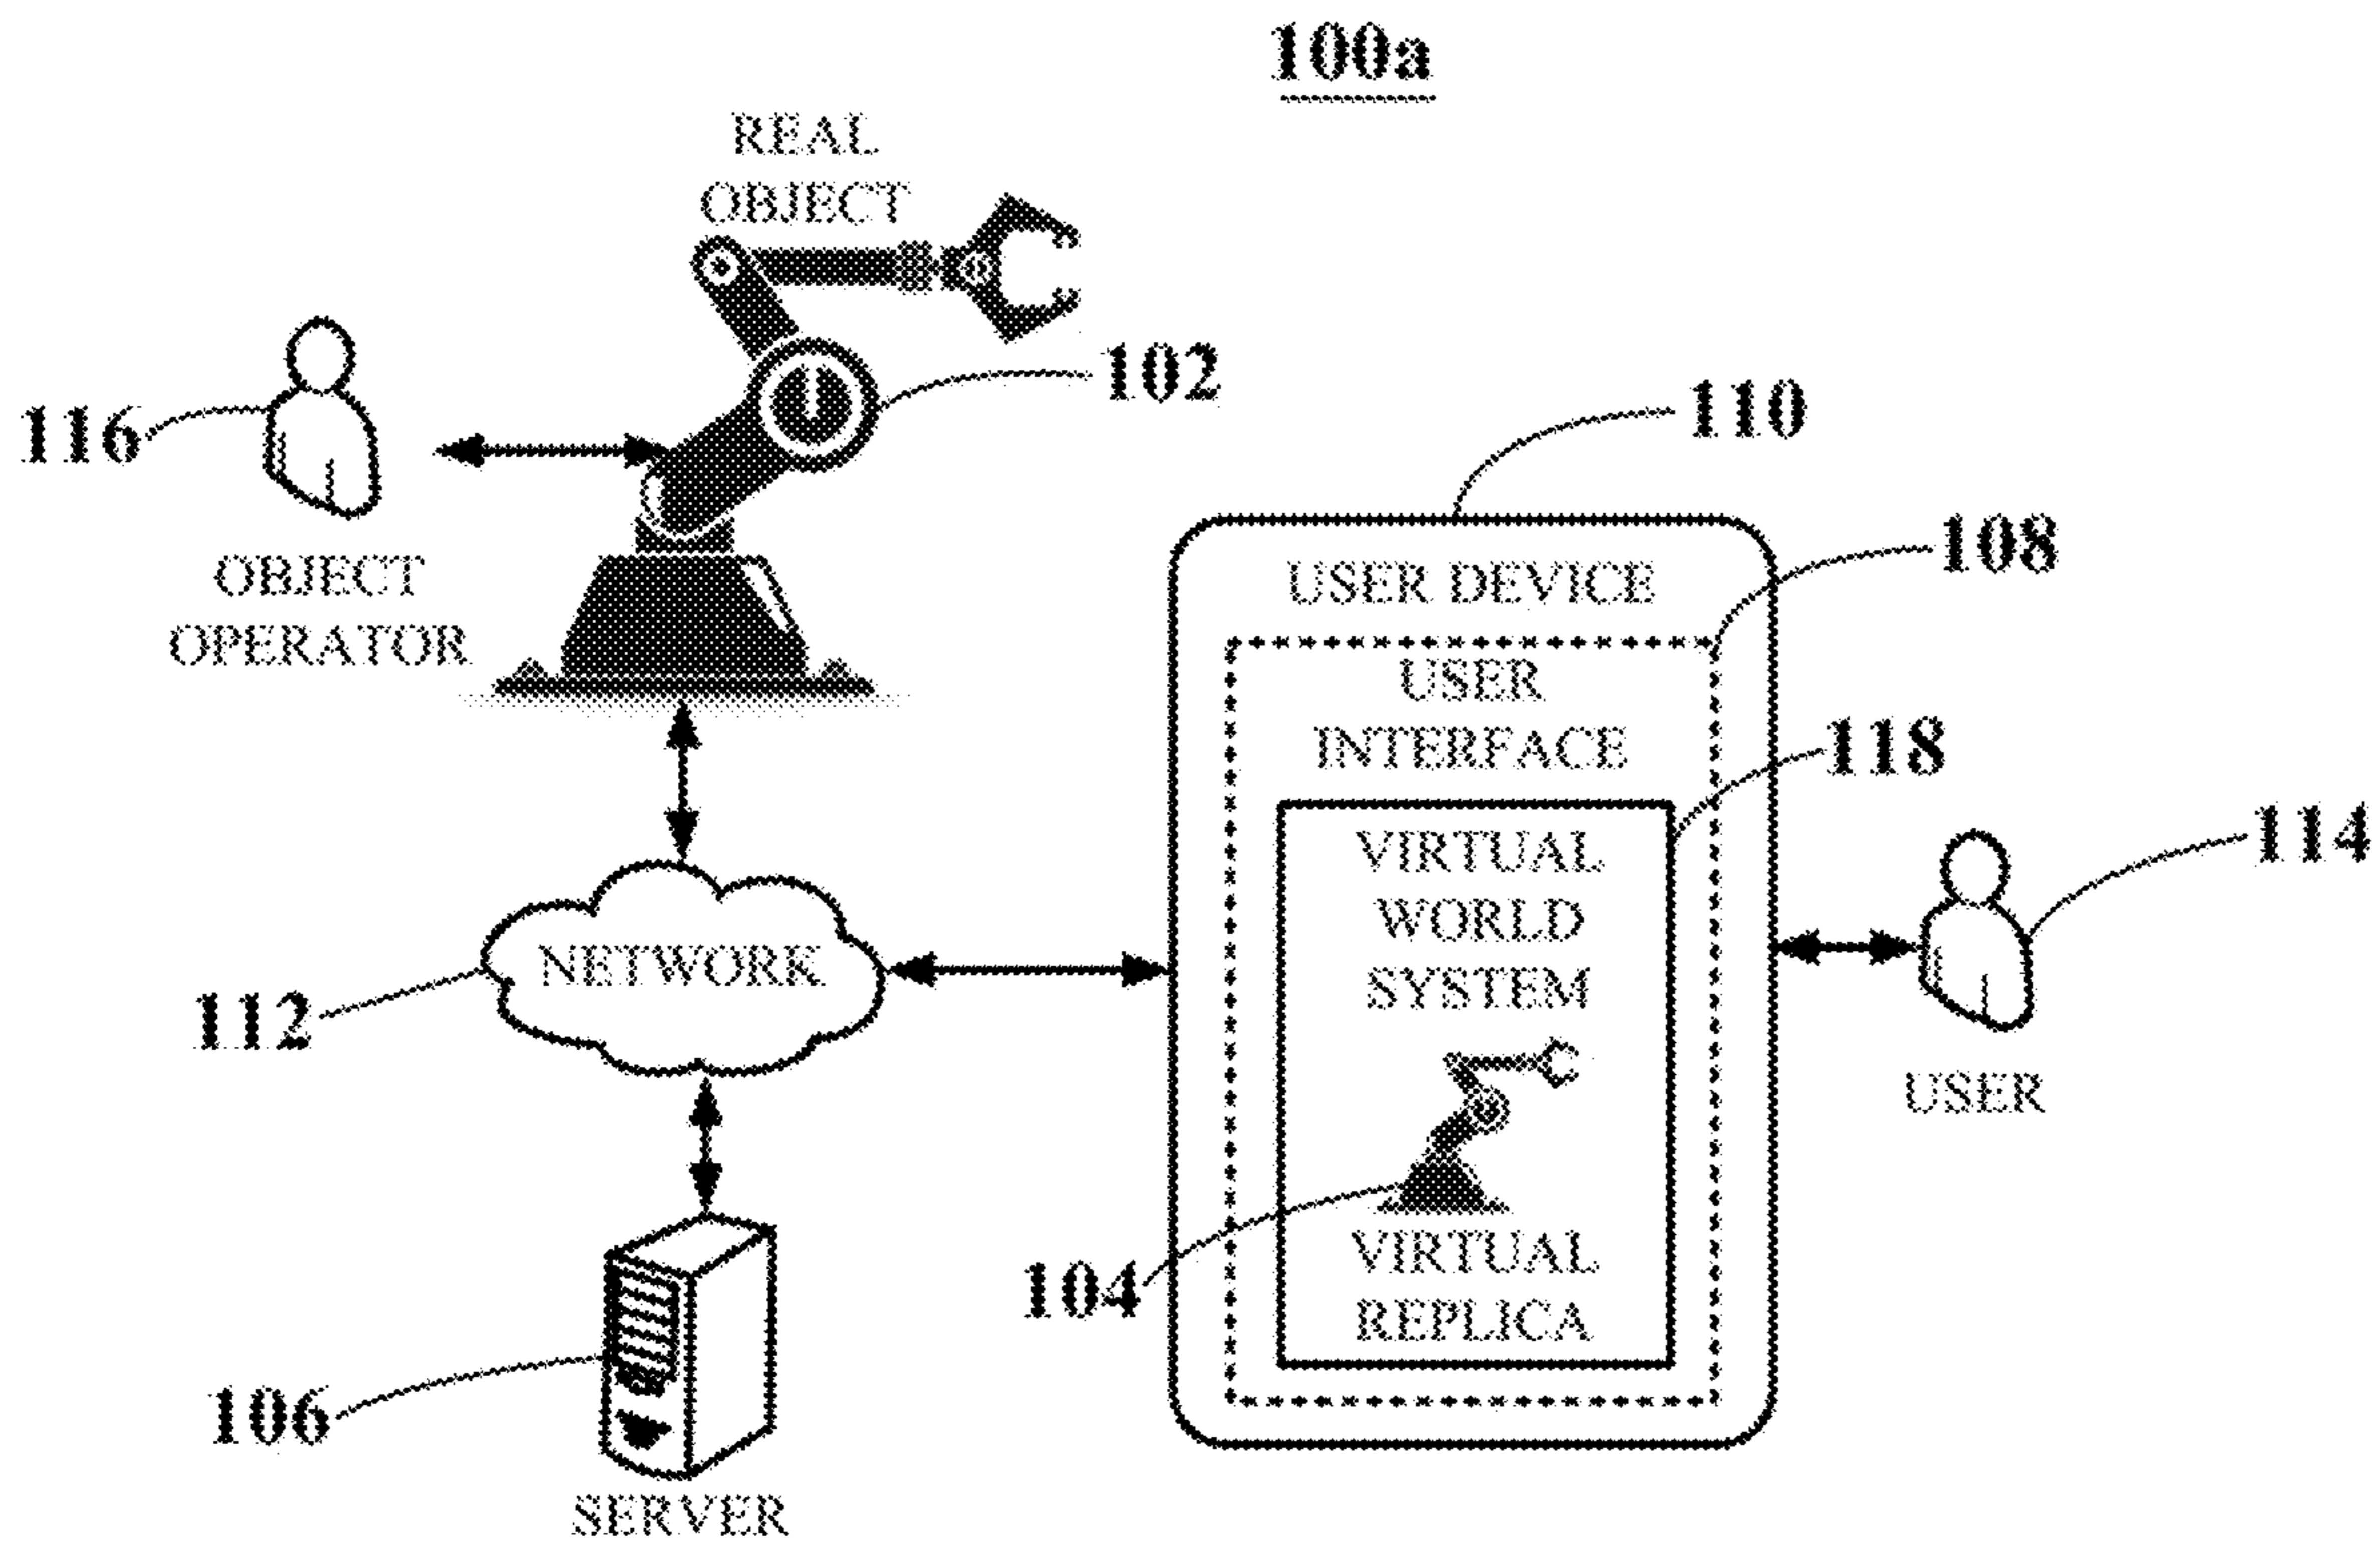 100a
REAL
OBJECT
102
116
OBJECT
OPERATOR
110
USER DEVICE
108
USER
INTERFACE
118
VIRTUAL
WORLD
SYSTEM
114
USER
NETWORK
112
104
VIRTUAL
REPLICA
106
SERVER